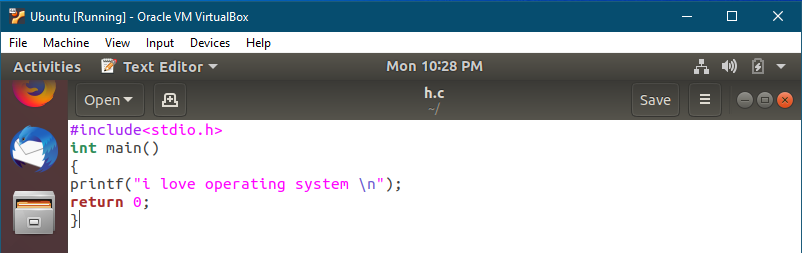 Ubuntu [Running] - Oracle VM VirtualBox
File Machine View Input Devices Help
Activities Text Editor Mon 10:28 PM
Open h.c Save
~/
#include<stdio.h>
int main()
{
printf("i love operating system \n");
return 0;
}